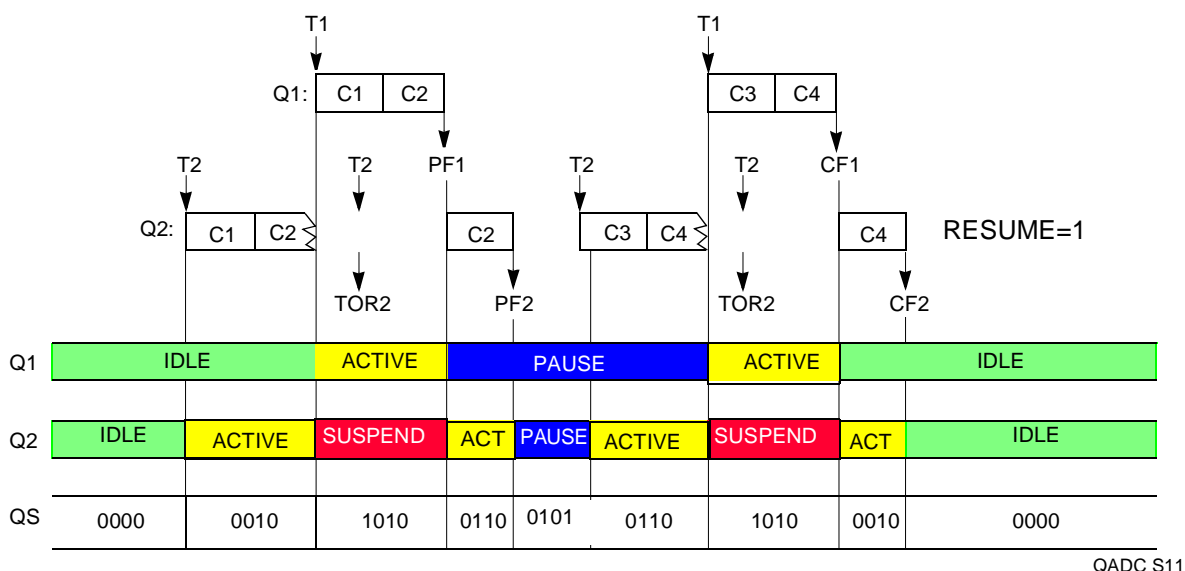 T1 T1
Q1: C1 C2 C3 C4
T2 T2 PF1 T2 T2 CF1
Q2: C1 C2 C2 C3 C4 C4 RESUME=1
TOR2 PF2 TOR2 CF2
Q1 IDLE ACTIVE PAUSE ACTIVE IDLE
Q2 IDLE ACTIVE SUSPEND ACT PAUSE ACTIVE SUSPEND ACT IDLE
QS 0000 0010 1010 0110 0101 0110 1010 0010 0000
QADC S11